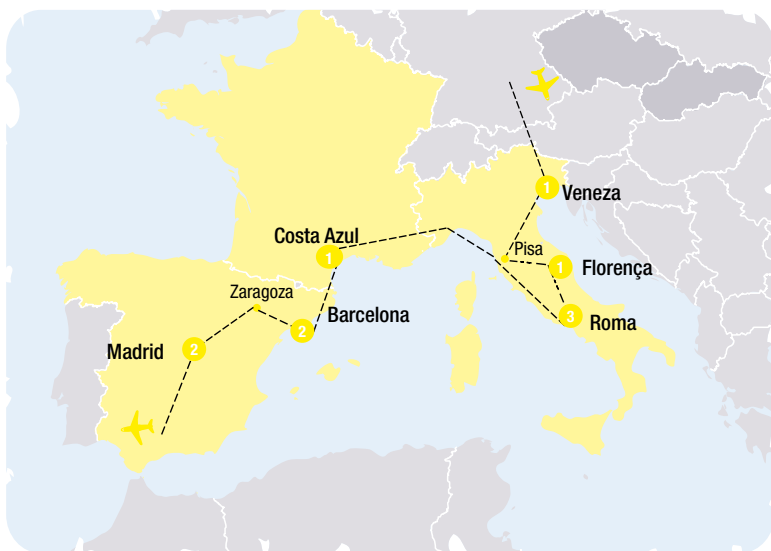 1
Veneza
Costa Azul
1
Pisa
1
Florença
Zaragoza
Barcelona
2
3
Roma
Madrid
2